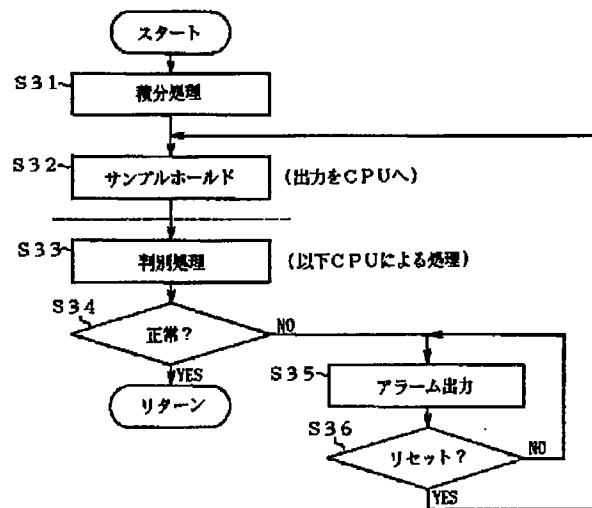 スタート
S31
積分処理
S32
サンプルホールド
(出力をCPUへ)
S33
判別処理
(以下CPUによる処理)
S34
正常?
NO
YES
リターン
S35
アラーム出力
S36
リセット?
NO
YES